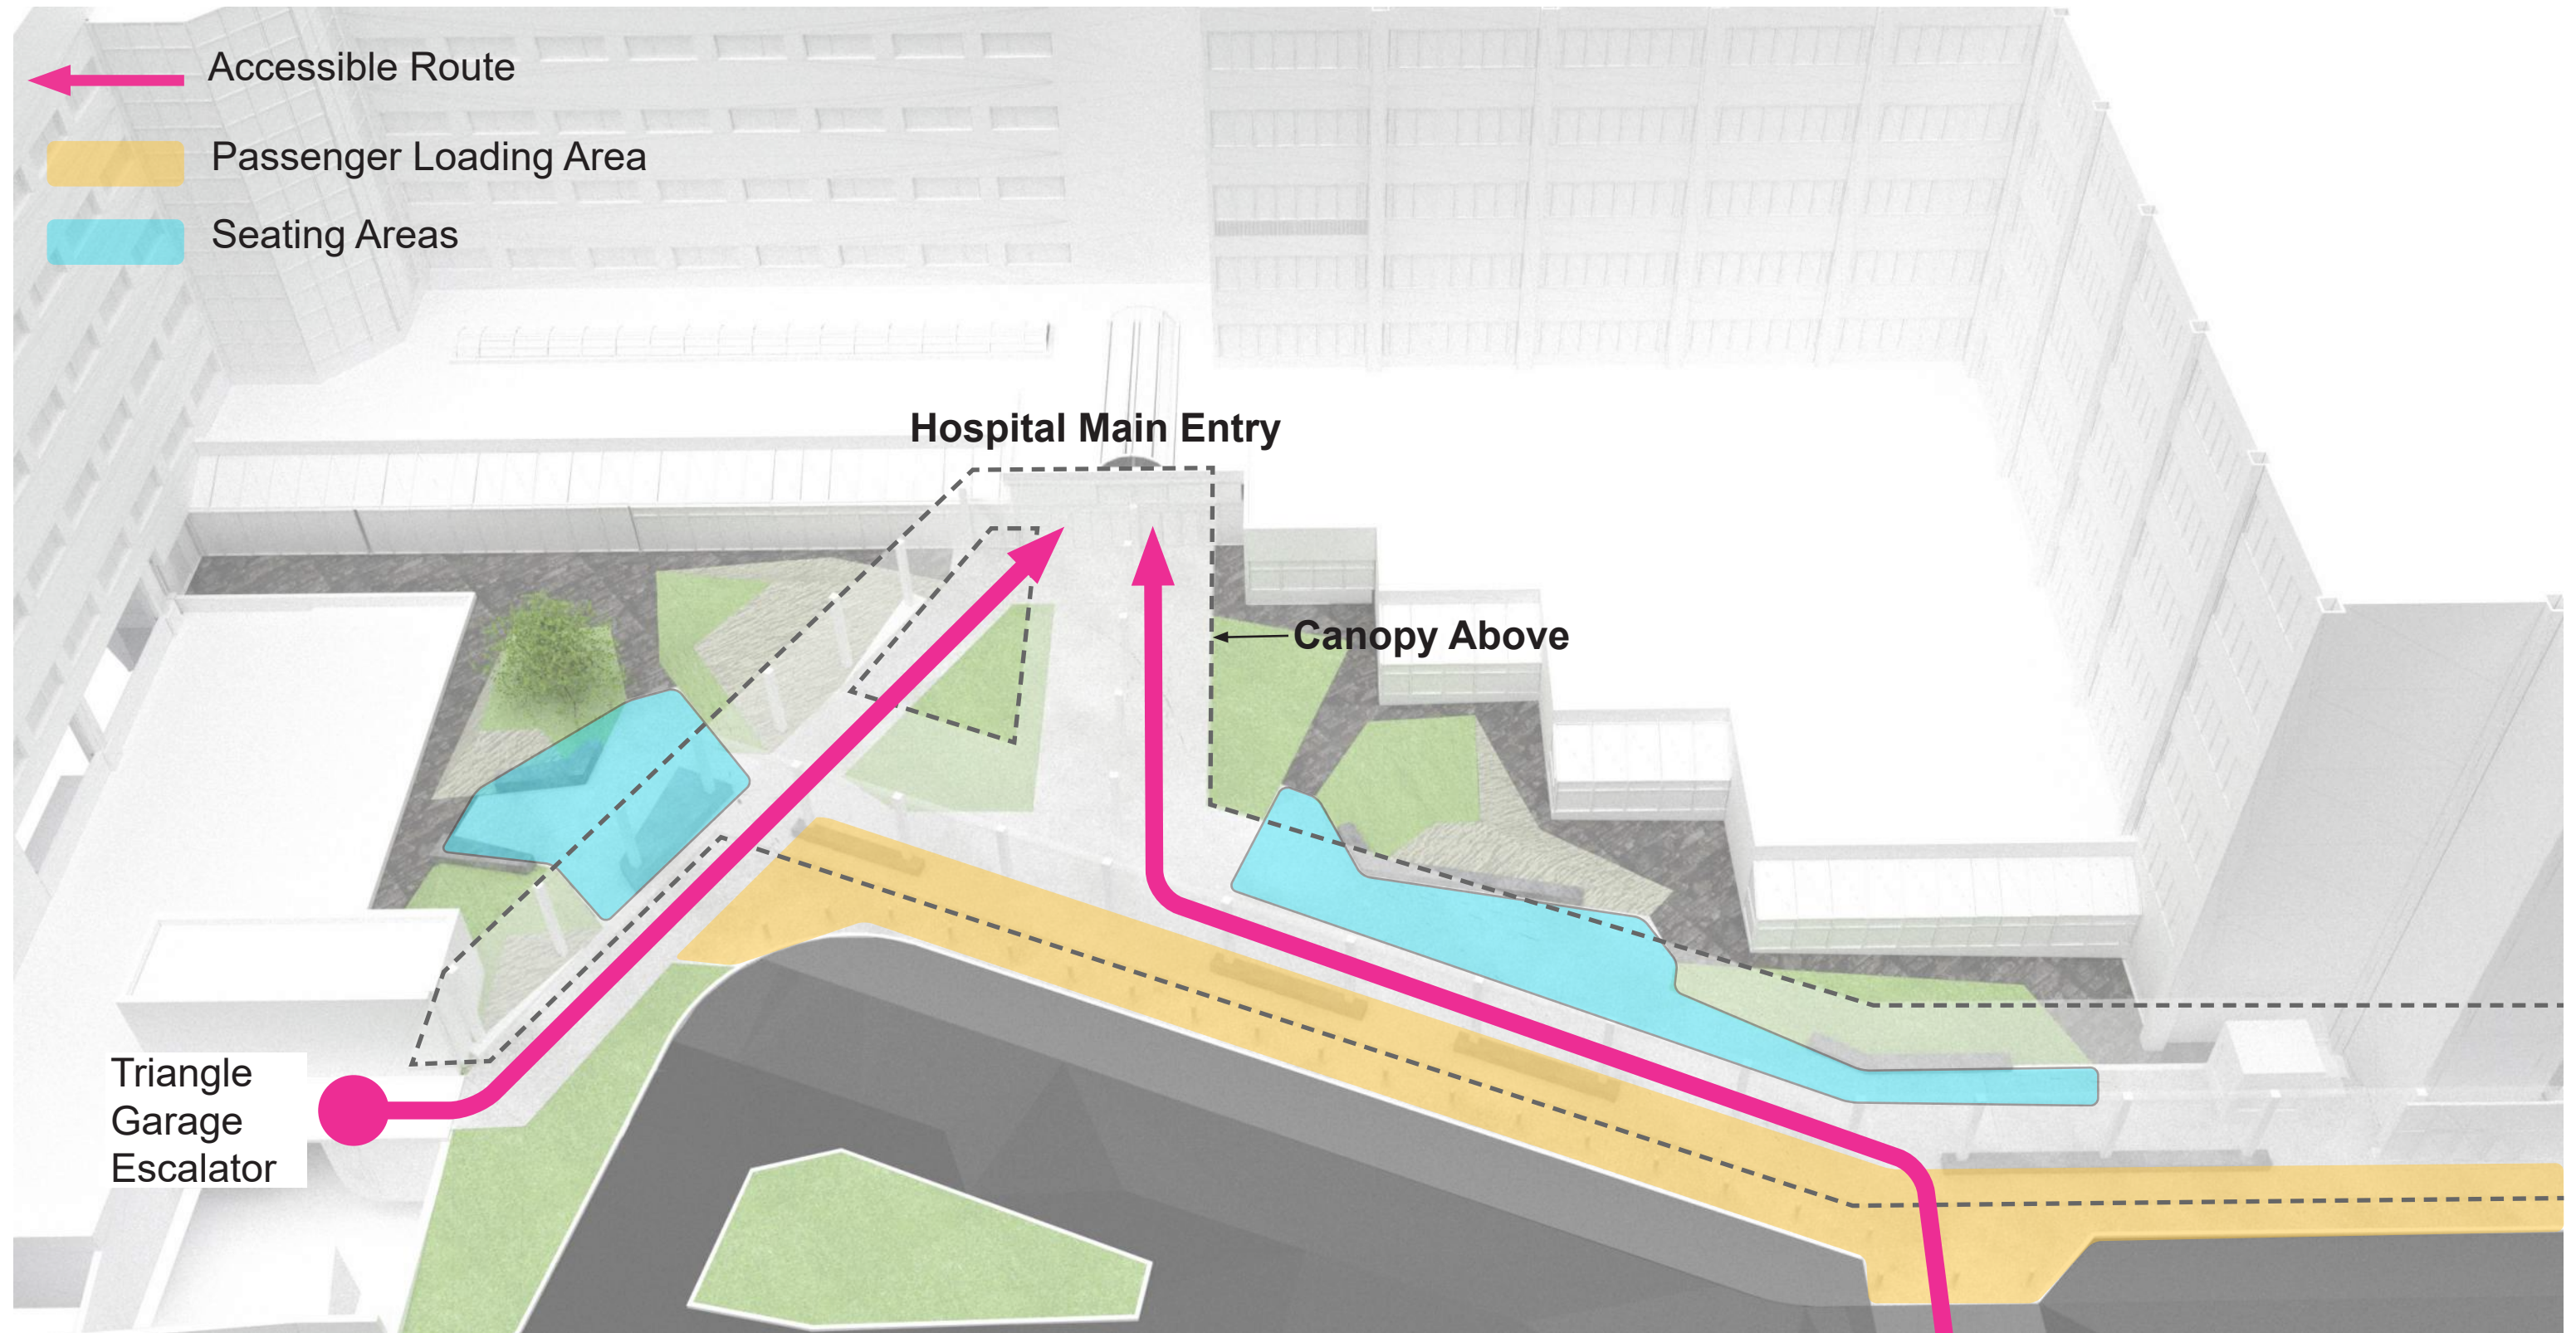 Accessible Route
Passenger Loading Area
Seating Areas
Hospital Main Entry
Canopy Above
Triangle
Garage
Escalator